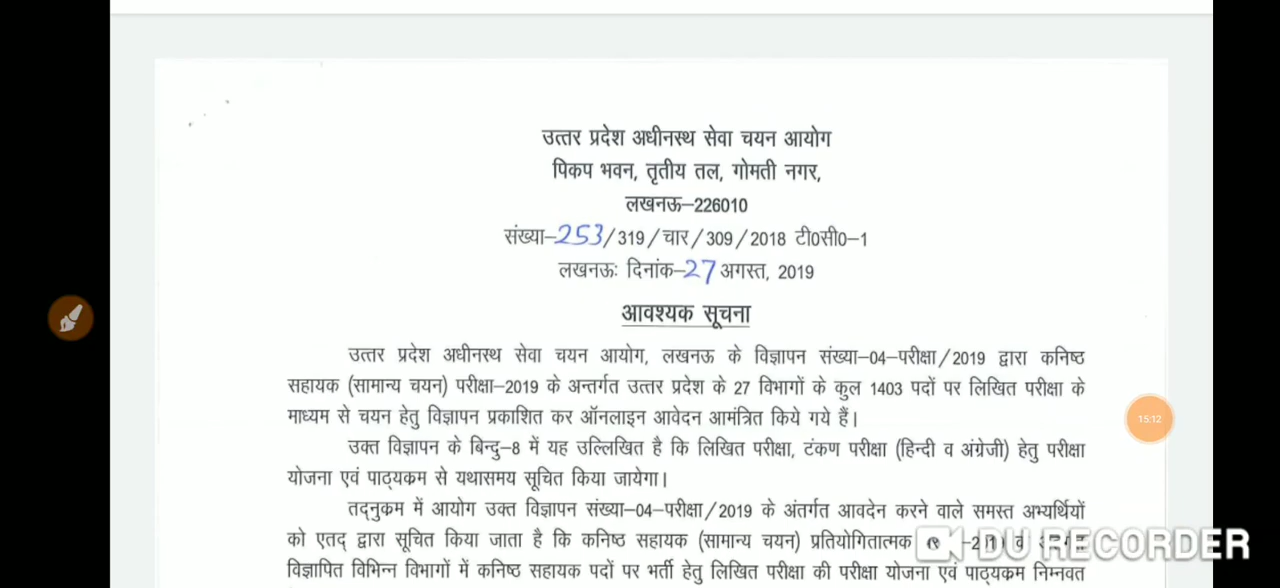 उत्तर प्रदेश अधीनस्थ सेवा चयन आयोग
पिकप भवन, तृतीय तल, गोमती नगर,
लखनऊ–226010
संख्या–253/319/चार/309/2018 टी0सी0–1
लखनऊः दिनांक–27 अगस्त, 2019
आवश्यक सूचना
उत्तर प्रदेश अधीनस्थ सेवा चयन आयोग, लखनऊ के विज्ञापन संख्या–04–परीक्षा/2019 द्वारा कनिष्ठ
सहायक (सामान्य चयन) परीक्षा–2019 के अन्तर्गत उत्तर प्रदेश के 27 विभागों के कुल 1403 पदों पर लिखित परीक्षा के
माध्यम से चयन हेतु विज्ञापन प्रकाशित कर ऑनलाइन आवेदन आमंत्रित किये गये हैं।
15:12
उक्त विज्ञापन के बिन्दु–8 में यह उल्लिखित है कि लिखित परीक्षा, टंकण परीक्षा (हिन्दी व अंग्रेजी) हेतु परीक्षा
योजना एवं पाठ्यक्रम से यथासमय सूचित किया जायेगा।
तद्नुक्रम में आयोग उक्त विज्ञापन संख्या–04–परीक्षा/2019 के अंतर्गत आवदेन करने वाले समस्त अभ्यर्थियों
को एतद् द्वारा सूचित किया जाता है कि कनिष्ठ सहायक (सामान्य चयन) प्रतियोगितात्मक
DU RECORDER
विज्ञापित विभिन्न विभागों में कनिष्ठ सहायक पदों पर भर्ती हेतु लिखित परीक्षा की परीक्षा योजना एवं पाठ्यक्रम निम्नवत